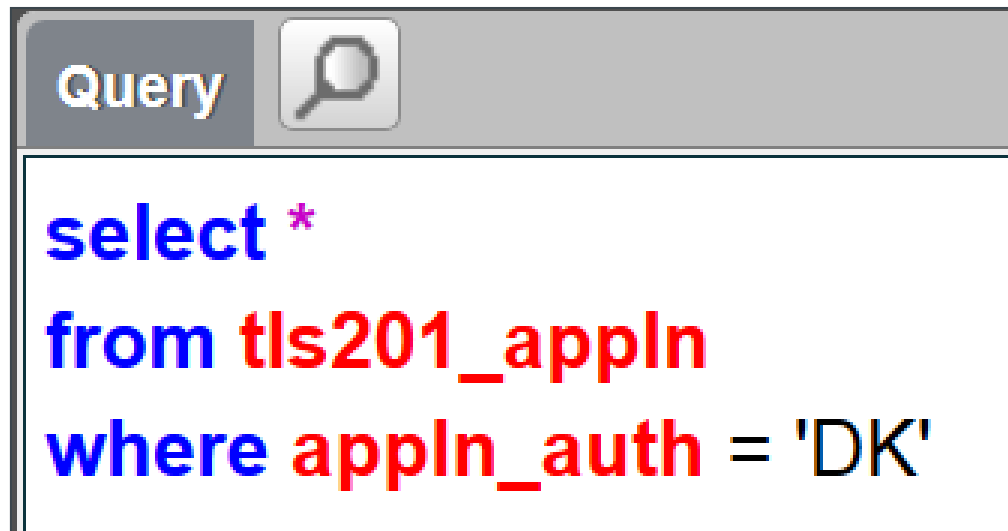 Query
select *
from tls201_appln
where appln_auth = 'DK'